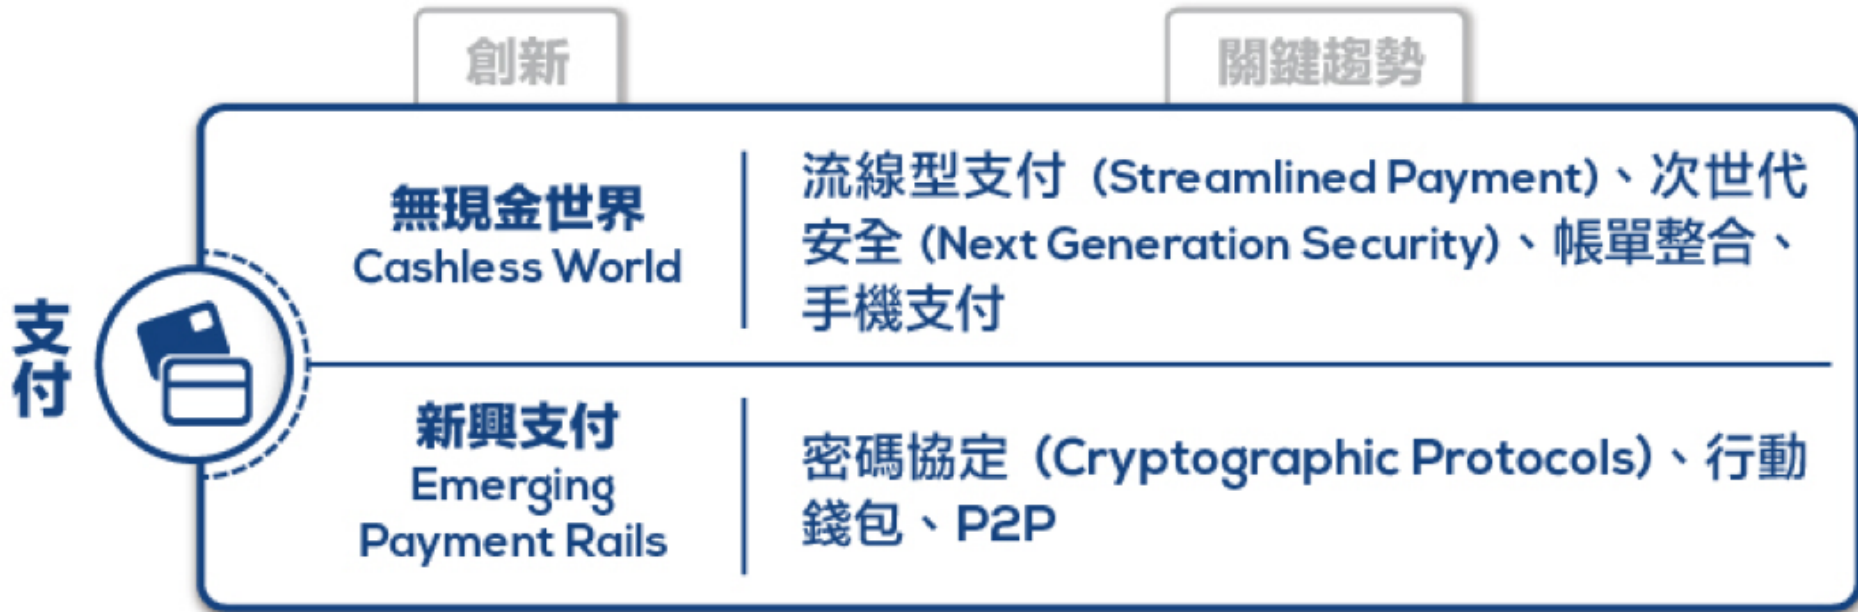 創新
關鍵趨勢
支付
無現金世界
Cashless World
流線型支付 (Streamlined Payment)、次世代
安全 (Next Generation Security)、帳單整合、
手機支付
新興支付
Emerging
Payment Rails
密碼協定 (Cryptographic Protocols)、行動
錢包、P2P